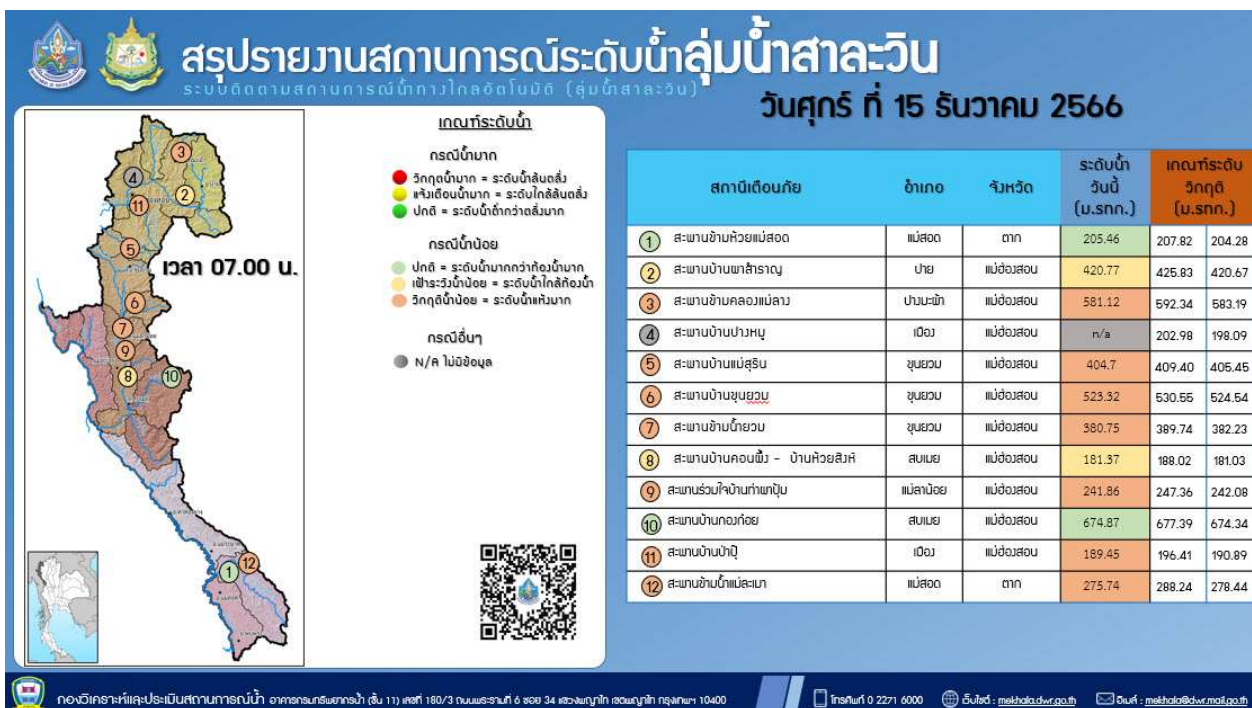 สรุปรายงานสถานการณ์ระดับน้ำลุ่มน้ำสาละวิน
ระบบติดตามสถานการณ์น้ำทางไกลอัตโนมัติ (ลุ่มน้ำสาละวิน)
วันศุกร์ ที่ 15 ธันวาคม 2566
เวลา 07.00 น.
เกณฑ์ระดับน้ำ
กรณีน้ำมาก
วิกฤติน้ำมาก = ระดับน้ำล้นตลิ่ง
แจ้งเตือนน้ำมาก = ระดับใกล้ล้นตลิ่ง
ปกติ = ระดับน้ำต่ำกว่าตลิ่งมาก
กรณีน้ำน้อย
ปกติ = ระดับน้ำมากกว่าท้องน้ำมาก
เฝ้าระวังน้ำน้อย = ระดับน้ำใกล้ท้องน้ำ
วิกฤติน้ำน้อย = ระดับน้ำแห้งมาก
กรณีอื่นๆ
N/A ไม่มีข้อมูล
3
4
2
11
5
6
7
9
8
10
1
12
สถานีเตือนภัย อำเภอ จังหวัด ระดับน้ำวันนี้ (ม.รทก.) เกณฑ์ระดับวิกฤติ (ม.รทก.)
1 สะพานข้ามห้วยแม่สอด แม่สอด ตาก 205.46 207.82 204.28
2 สะพานบ้านผาสำราญ ปาย แม่ฮ่องสอน 420.77 425.83 420.67
3 สะพานข้ามคลองแม่ลาง ปางมะผ้า แม่ฮ่องสอน 581.12 592.34 583.19
4 สะพานบ้านปางหมู เมือง แม่ฮ่องสอน n/a 202.98 198.09
5 สะพานบ้านแม่สุริน ขุนยวม แม่ฮ่องสอน 404.7 409.40 405.45
6 สะพานบ้านขุนยวม ขุนยวม แม่ฮ่องสอน 523.32 530.55 524.54
7 สะพานข้ามน้ำยวม ขุนยวม แม่ฮ่องสอน 380.75 389.74 382.23
8 สะพานบ้านคอนผึ้ง - บ้านห้วยสิงห์ สบเมย แม่ฮ่องสอน 181.37 188.02 181.03
9 สะพานร่วมใจบ้านท่าผาปุ้ม แม่ลาน้อย แม่ฮ่องสอน 241.86 247.36 242.08
10 สะพานบ้านกองก๋อย สบเมย แม่ฮ่องสอน 674.87 677.39 674.34
11 สะพานบ้านป่าปุ๊ เมือง แม่ฮ่องสอน 189.45 196.41 190.89
12 สะพานข้ามน้ำแม่ละเมา แม่สอด ตาก 275.74 288.24 278.44
กองวิเคราะห์และประเมินสถานการณ์น้ำ อาคารกรมทรัพยากรน้ำ (ชั้น 11) เลขที่ 180/3 ถนนพระรามที่ 6 ซอย 34 แขวงพญาไท เขตพญาไท กรุงเทพฯ 10400
โทรศัพท์ 0 2271 6000 เว็บไซต์ : mekhala.dwr.go.th อีเมล์ : mekhala@dwr.mail.go.th